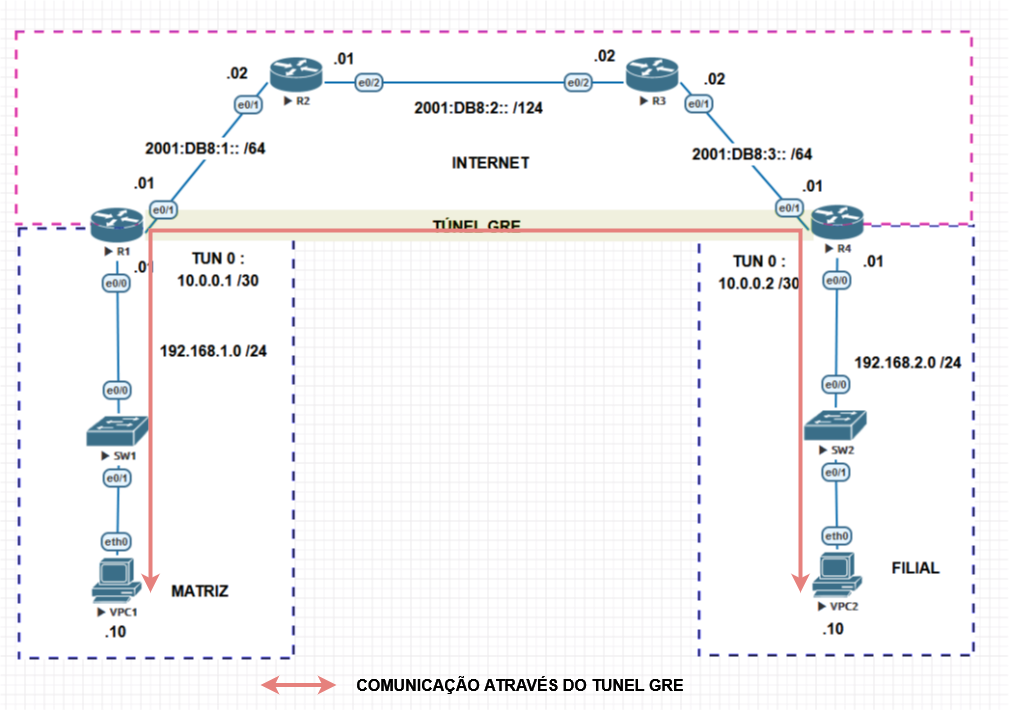 .01
.02
.02
.02
R2
e0/2
e0/2
R3
e0/1
e0/1
2001:DB8:2:: /124
2001:DB8:1:: /64
2001:DB8:3:: /64
INTERNET
.01
.01
e0/1
e0/1
TÚNEL GRE
R1
R4
.01
.01
TUN 0 :
10.0.0.1 /30
TUN 0 :
10.0.0.2 /30
e0/0
e0/0
192.168.1.0 /24
192.168.2.0 /24
e0/0
e0/0
SW1
SW2
e0/1
e0/1
eth0
eth0
MATRIZ
FILIAL
VPC1
VPC2
.10
.10
COMUNICAÇÃO ATRAVÉS DO TUNEL GRE